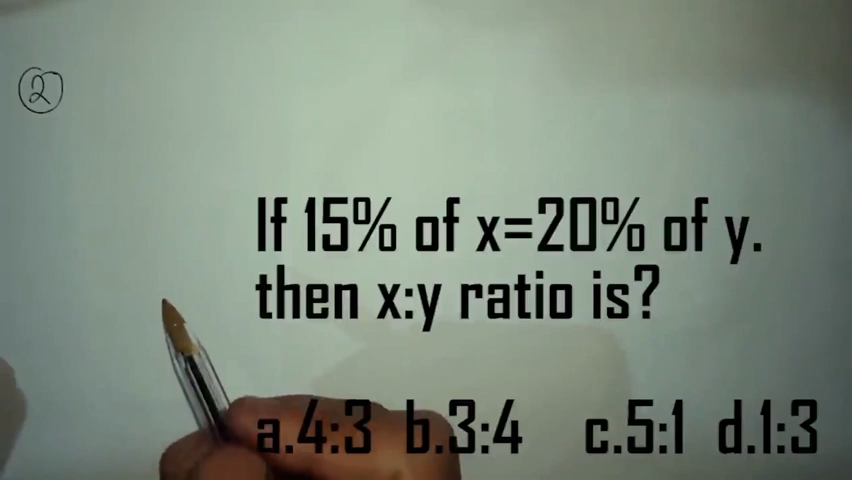 2
If 15% of x=20% of y.
then x:y ratio is?
a.4:3 b.3:4 c.5:1 d.1:3